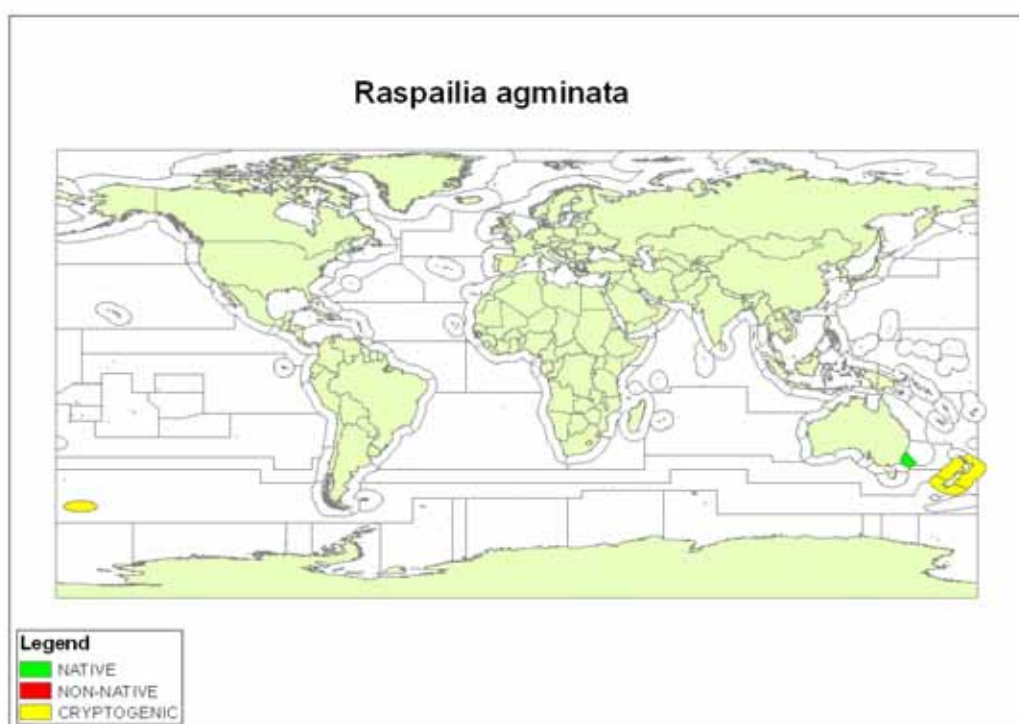 Raspailia agminata
Legend
NATIVE
NON-NATIVE
CRYPTOGENIC